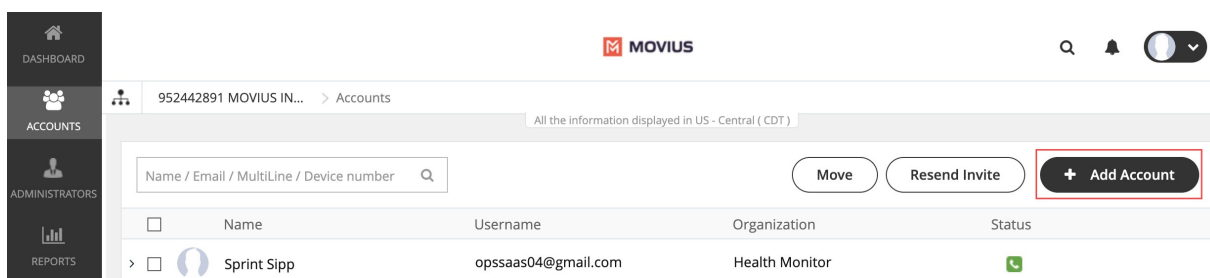 DASHBOARD
MOVIUS
952442891 MOVIUS IN... > Accounts
ACCOUNTS
All the information displayed in US - Central ( CDT )
Name / Email / MultiLine / Device number
Move
Resend Invite
+ Add Account
ADMINISTRATORS
Name Username Organization Status
REPORTS
Sprint Sipp opssaas04@gmail.com Health Monitor